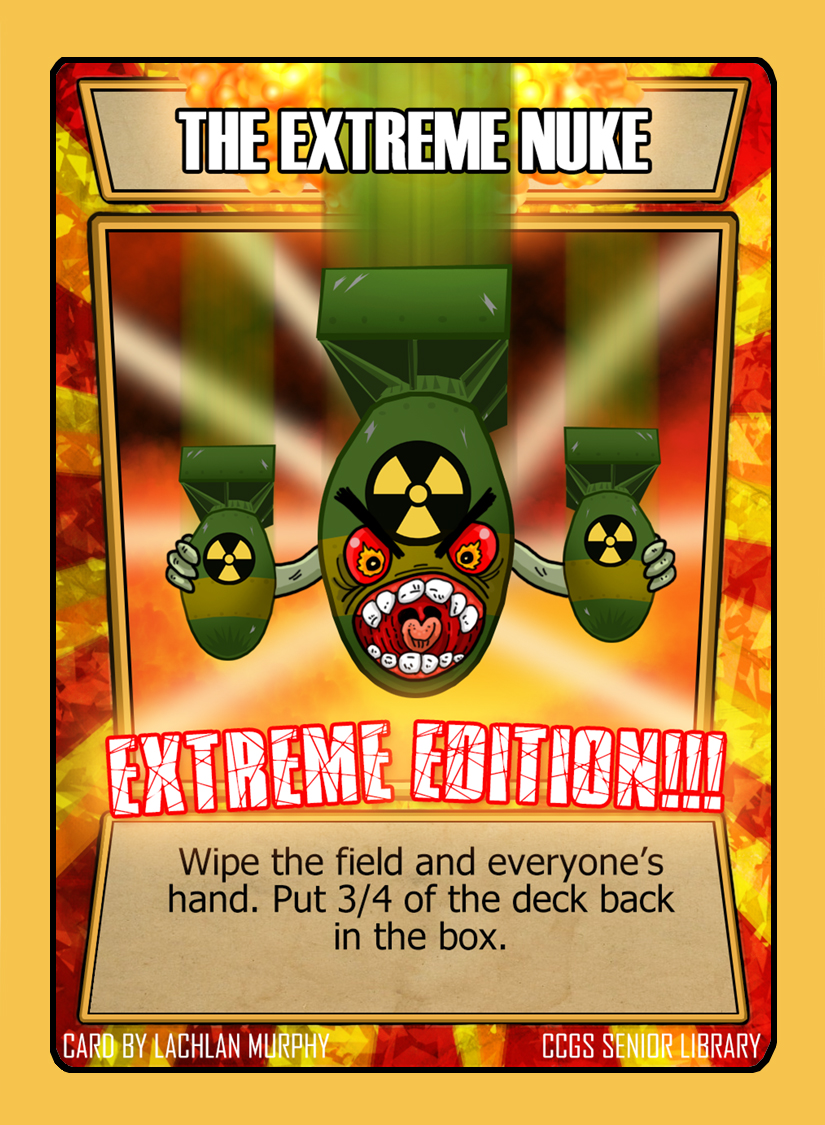 THE EXTREME NUKE
EXTREME EDITION!!!
Wipe the field and everyone’s
hand. Put 3/4 of the deck back
in the box.
CARD BY LACHLAN MURPHY
CCGS SENIOR LIBRARY